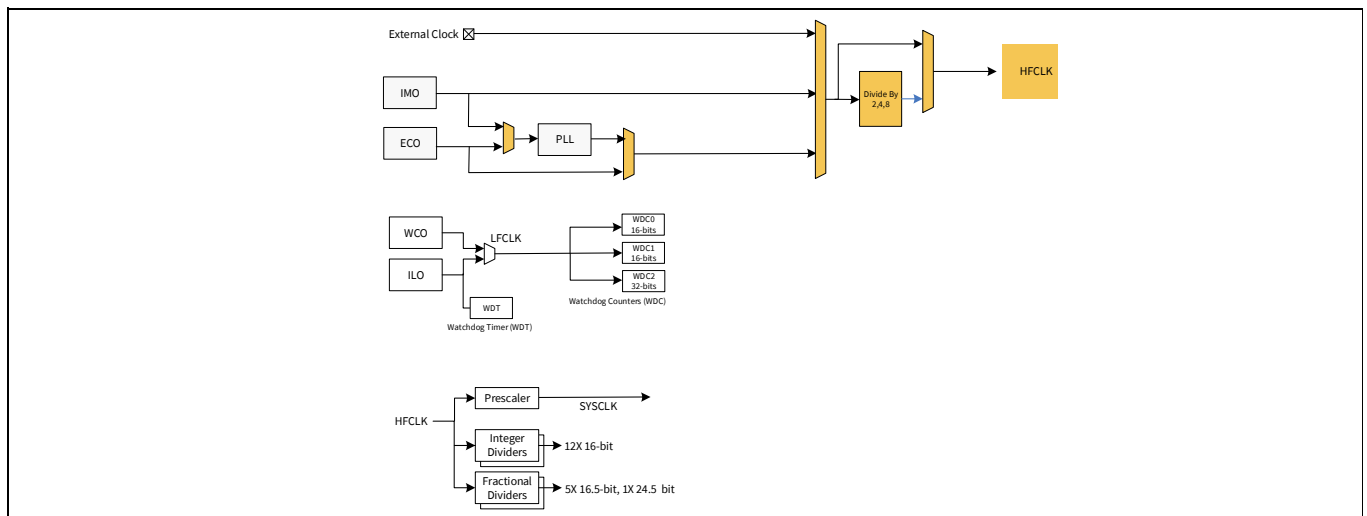 External Clock
HFCLK
IMO
Divide By
2,4,8
ECO
PLL
WCO
LFCLK
WDC0
16-bits
WDC1
16-bits
ILO
WDC2
32-bits
WDT
Watchdog Counters (WDC)
Watchdog Timer (WDT)
Prescaler
SYSCLK
HFCLK
Integer
Dividers
12X 16-bit
Fractional
Dividers
5X 16.5-bit, 1X 24.5 bit